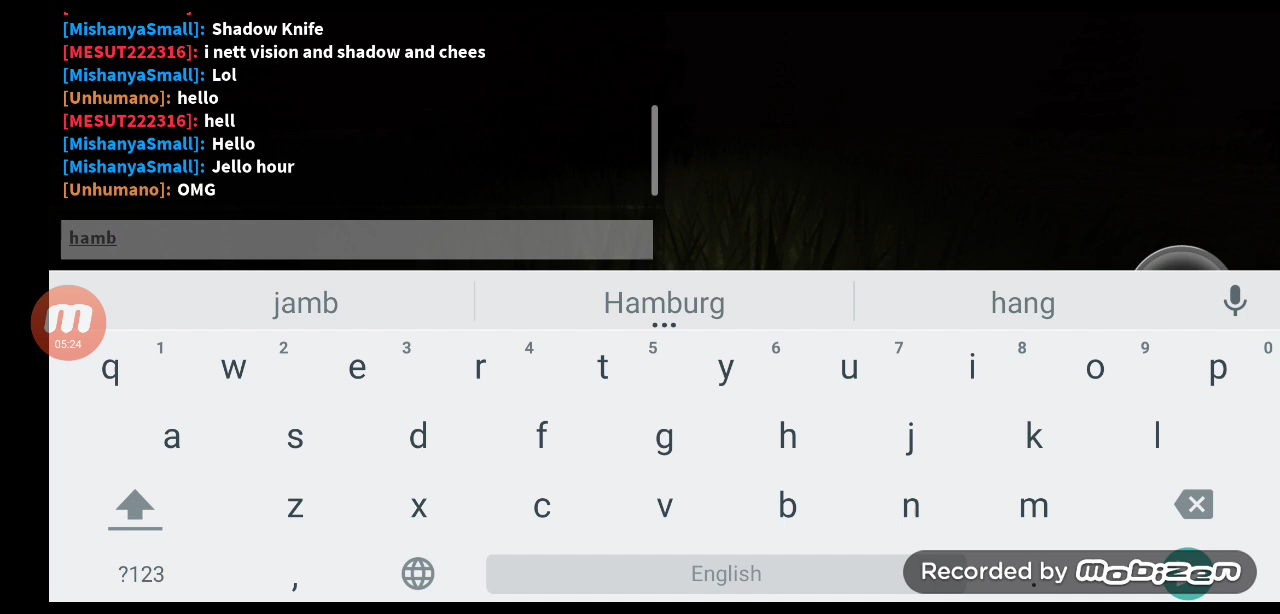 [MishanyaSmall]: Shadow Knife
[MESUT222316]: i nett vision and shadow and chees
[MishanyaSmall]: Lol
[Unhumano]: hello
[MESUT222316]: hell
[MishanyaSmall]: Hello
[MishanyaSmall]: Jello hour
[Unhumano]: OMG
hamb
jamb Hamburg hang
05:24
1 2 3 4 5 6 7 8 9 0
q w e r t y u i o p
a s d f g h j k l
z x c v b n m
?123 , English .
Recorded by mobizen